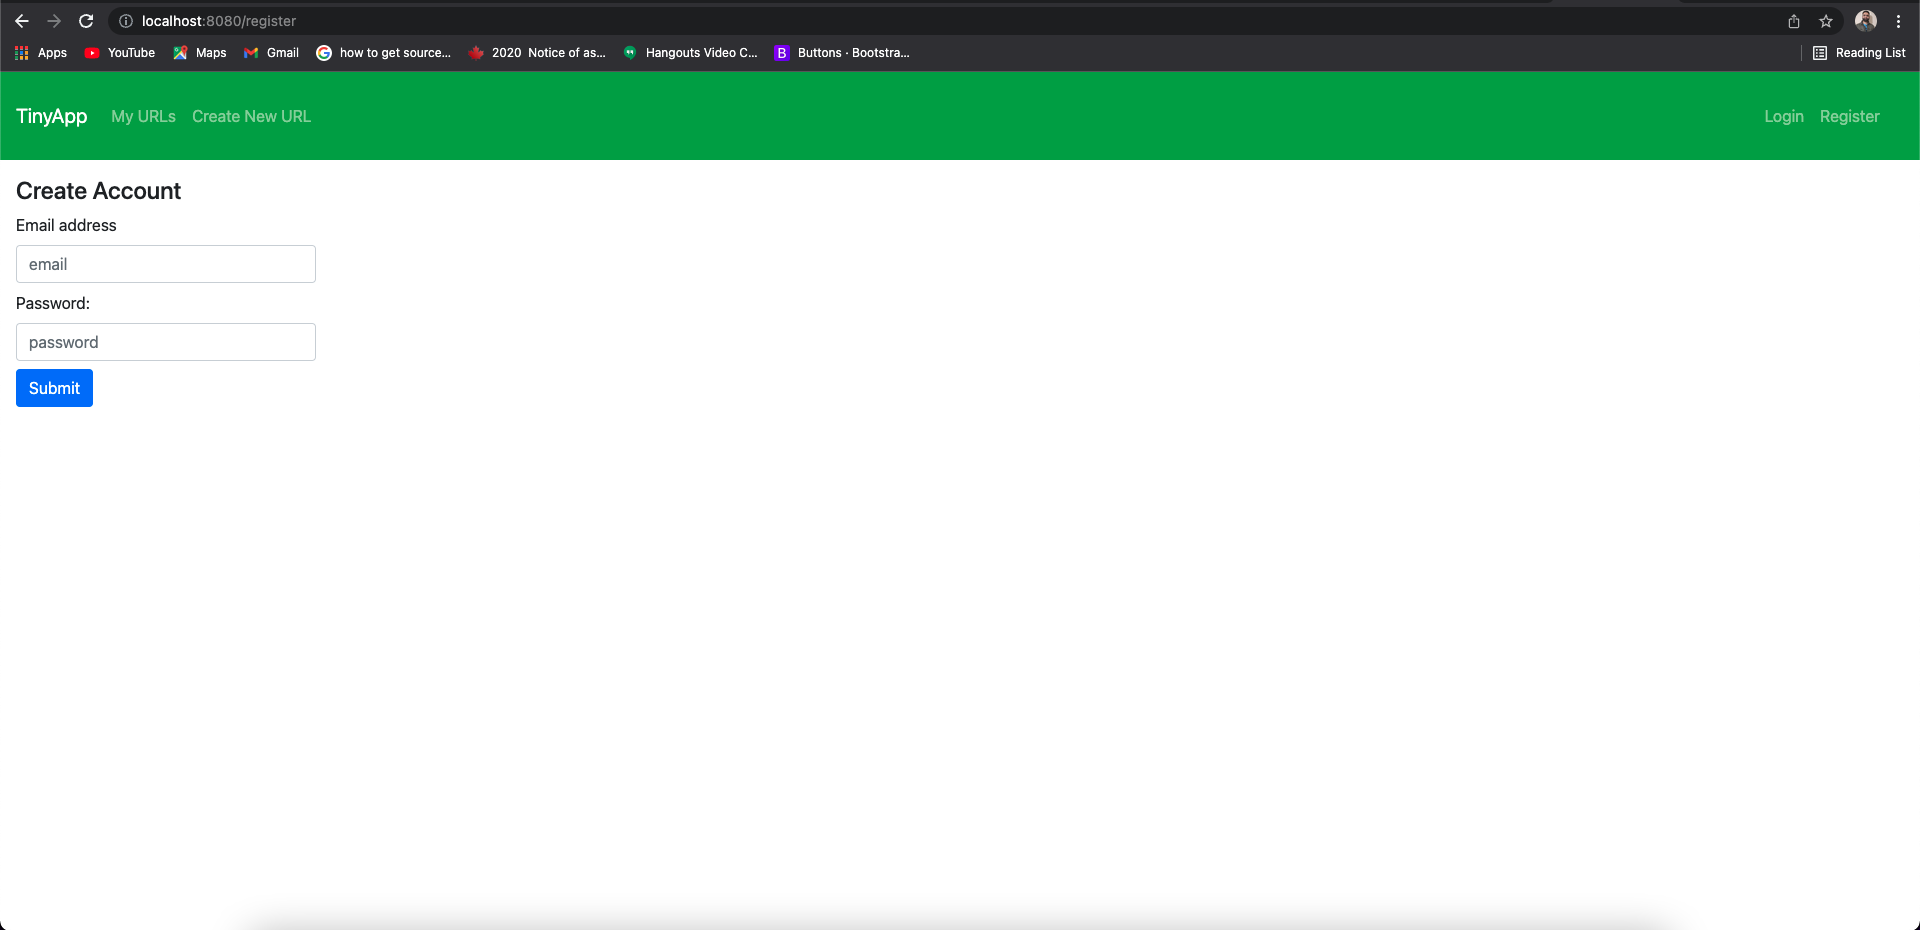 localhost:8080/register
Apps YouTube Maps Gmail how to get source... 2020 Notice of as... Hangouts Video C... B Buttons · Bootstra... Reading List
TinyApp My URLs Create New URL Login Register
Create Account
Email address
email
Password:
password
Submit